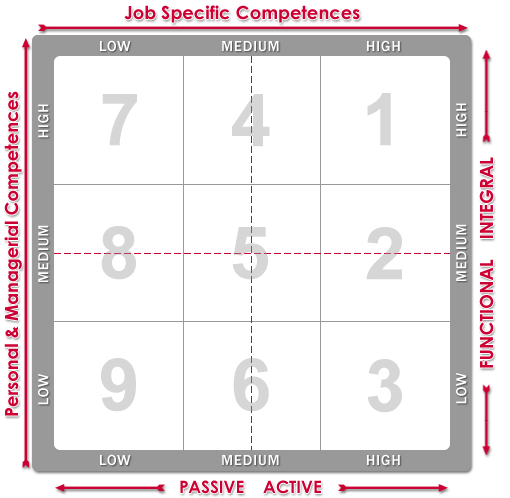 Job Specific Competences
LOW MEDIUM HIGH
Personal & Managerial Competences
HIGH
MEDIUM
LOW
7 4 1
8 5 2
9 6 3
HIGH
MEDIUM
LOW
FUNCTIONAL INTEGRAL
LOW MEDIUM HIGH
PASSIVE ACTIVE